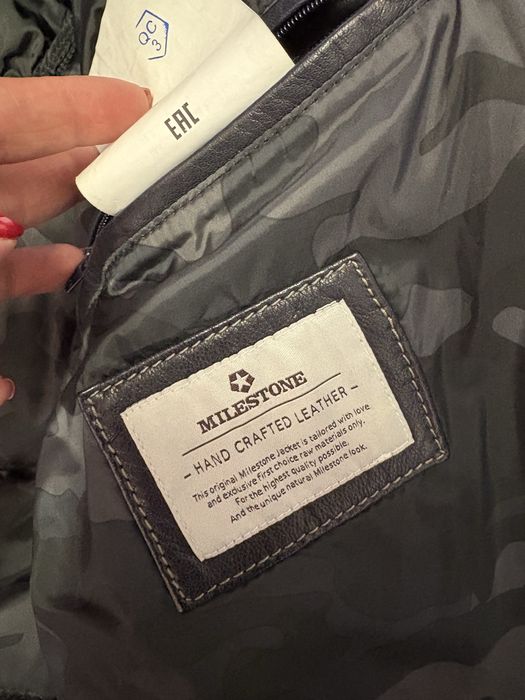 QC
3
EAC
MILESTONE
- HAND CRAFTED LEATHER -
This original Milestone Jacket is tailored with love
and exclusive first choice raw materials only.
For the highest quality possible.
And the unique natural Milestone look.